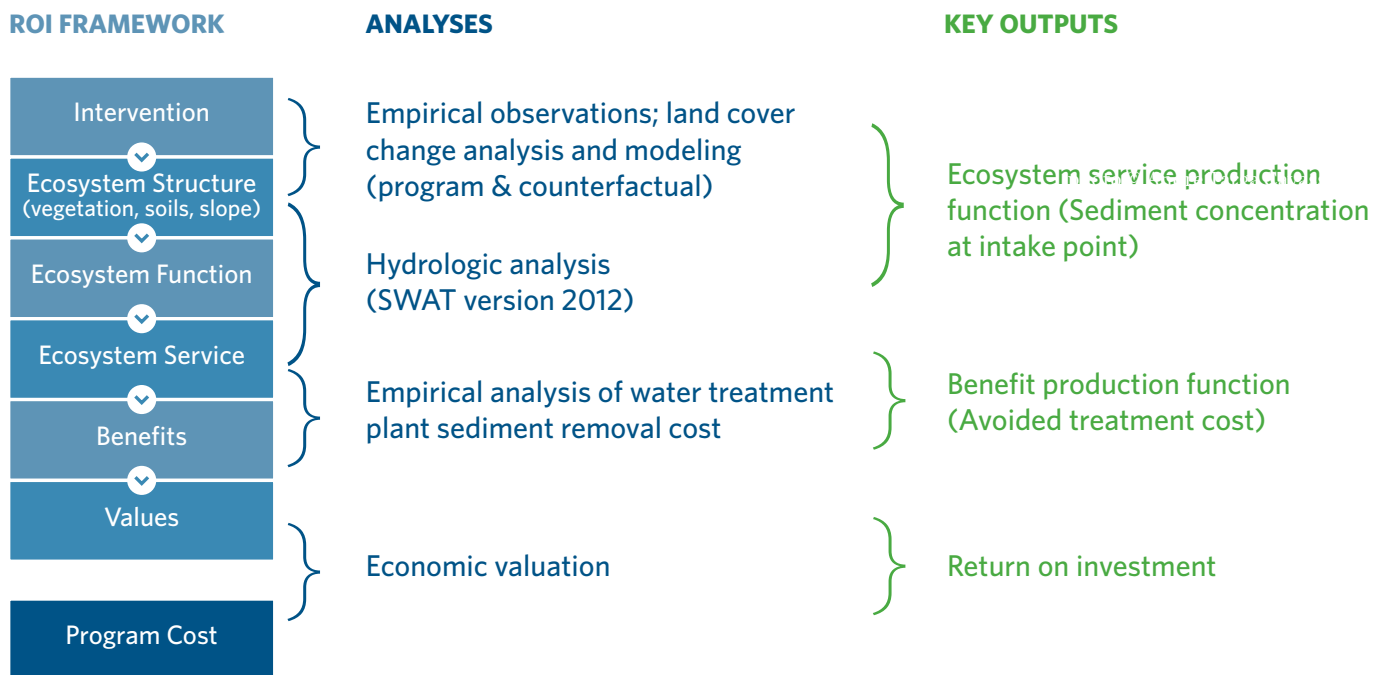 ROI FRAMEWORK
ANALYSES
KEY OUTPUTS
Intervention
Ecosystem Structure
(vegetation, soils, slope)
Ecosystem Function
Ecosystem Service
Benefits
Values
Program Cost
Empirical observations; land cover
change analysis and modeling
(program & counterfactual)
Hydrologic analysis
(SWAT version 2012)
Empirical analysis of water treatment
plant sediment removal cost
Economic valuation
Ecosystem service production
function (Sediment concentration
at intake point)
Benefit production function
(Avoided treatment cost)
Return on investment